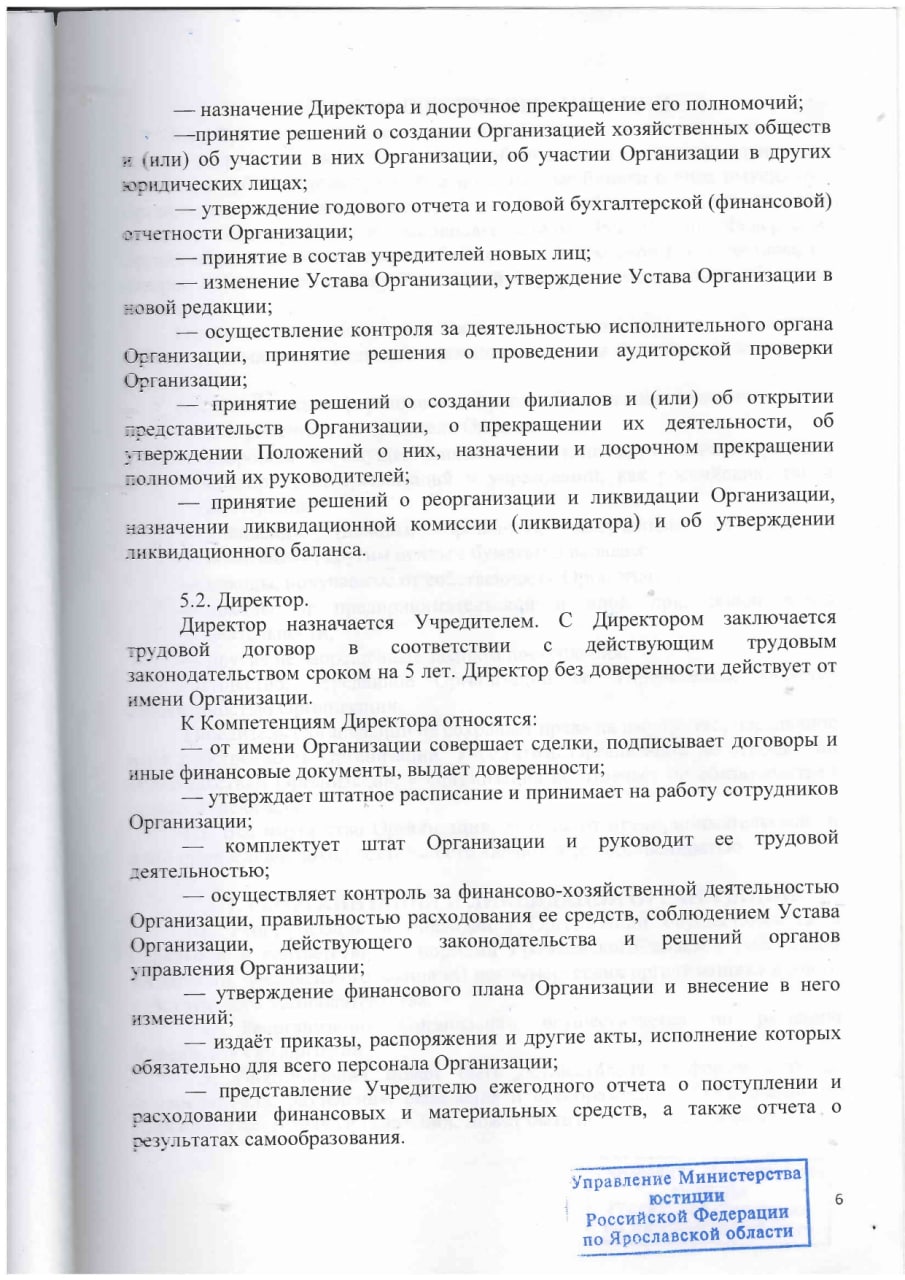 — назначение Директора и досрочное прекращение его полномочий;
—принятие решений о создании Организацией хозяйственных обществ
и (или) об участии в них Организации, об участии Организации в других
юридических лицах;
— утверждение годового отчета и годовой бухгалтерской (финансовой)
отчетности Организации;
— принятие в состав учредителей новых лиц;
— изменение Устава Организации, утверждение Устава Организации в
новой редакции;
— осуществление контроля за деятельностью исполнительного органа
Организации, принятие решения о проведении аудиторской проверки
Организации;
— принятие решений о создании филиалов и (или) об открытии
представительств Организации, о прекращении их деятельности, об
утверждении Положений о них, назначении и досрочном прекращении
полномочий их руководителей;
— принятие решений о реорганизации и ликвидации Организации,
назначении ликвидационной комиссии (ликвидатора) и об утверждении
ликвидационного баланса.
5.2. Директор.
Директор назначается Учредителем. С Директором заключается
трудовой договор в соответствии с действующим трудовым
законодательством сроком на 5 лет. Директор без доверенности действует от
имени Организации.
К Компетенциям Директора относятся:
— от имени Организации совершает сделки, подписывает договоры и
иные финансовые документы, выдает доверенности;
— утверждает штатное расписание и принимает на работу сотрудников
Организации;
— комплектует штат Организации и руководит ее трудовой
деятельностью;
— осуществляет контроль за финансово-хозяйственной деятельностью
Организации, правильностью расходования ее средств, соблюдением Устава
Организации, действующего законодательства и решений органов
управления Организации;
— утверждение финансового плана Организации и внесение в него
изменений;
— издаёт приказы, распоряжения и другие акты, исполнение которых
обязательно для всего персонала Организации;
— представление Учредителю ежегодного отчета о поступлении и
расходовании финансовых и материальных средств, а также отчета о
результатах самообразования.
Управление Министерства
юстиции
Российской Федерации
по Ярославской области
6